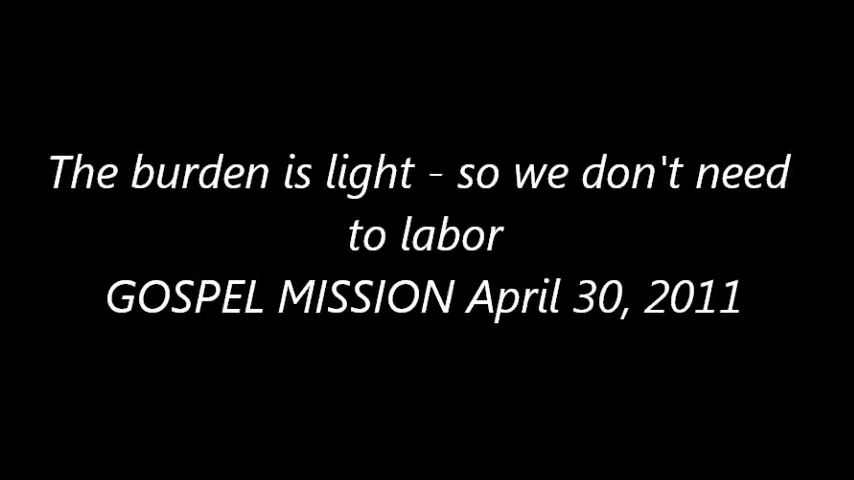 The burden is light - so we don't need
to labor
GOSPEL MISSION April 30, 2011